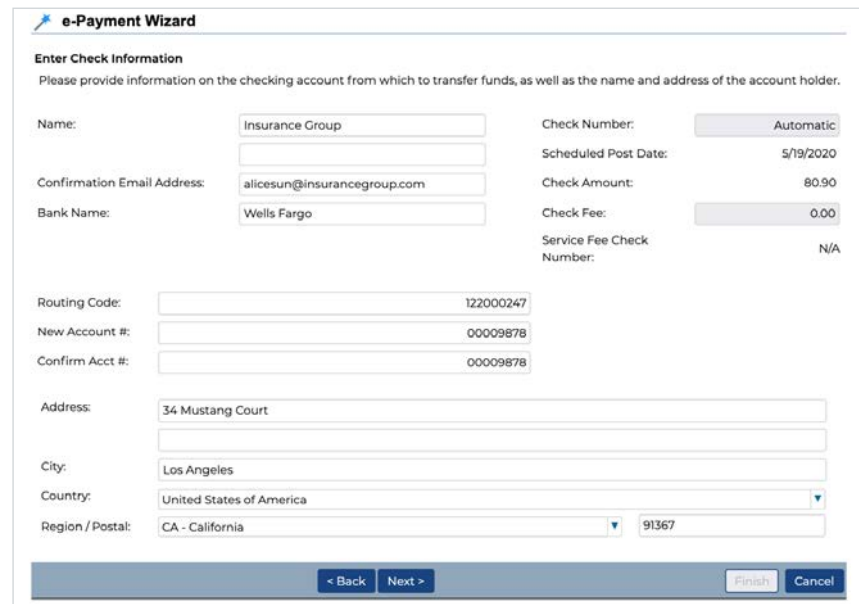 e-Payment Wizard
Enter Check Information
Please provide information on the checking account from which to transfer funds, as well as the name and address of the account holder.
Name: Insurance Group Check Number: Automatic
Scheduled Post Date: 5/19/2020
Confirmation Email Address: alicesun@insurancegroup.com Check Amount: 80.90
Bank Name: Wells Fargo Check Fee: 0.00
Service Fee Check
Number: N/A
Routing Code: 122000247
New Account #: 00009878
Confirm Acct #: 00009878
Address: 34 Mustang Court
City: Los Angeles
Country: United States of America
Region / Postal: CA - California 91367
< Back Next > Finish Cancel